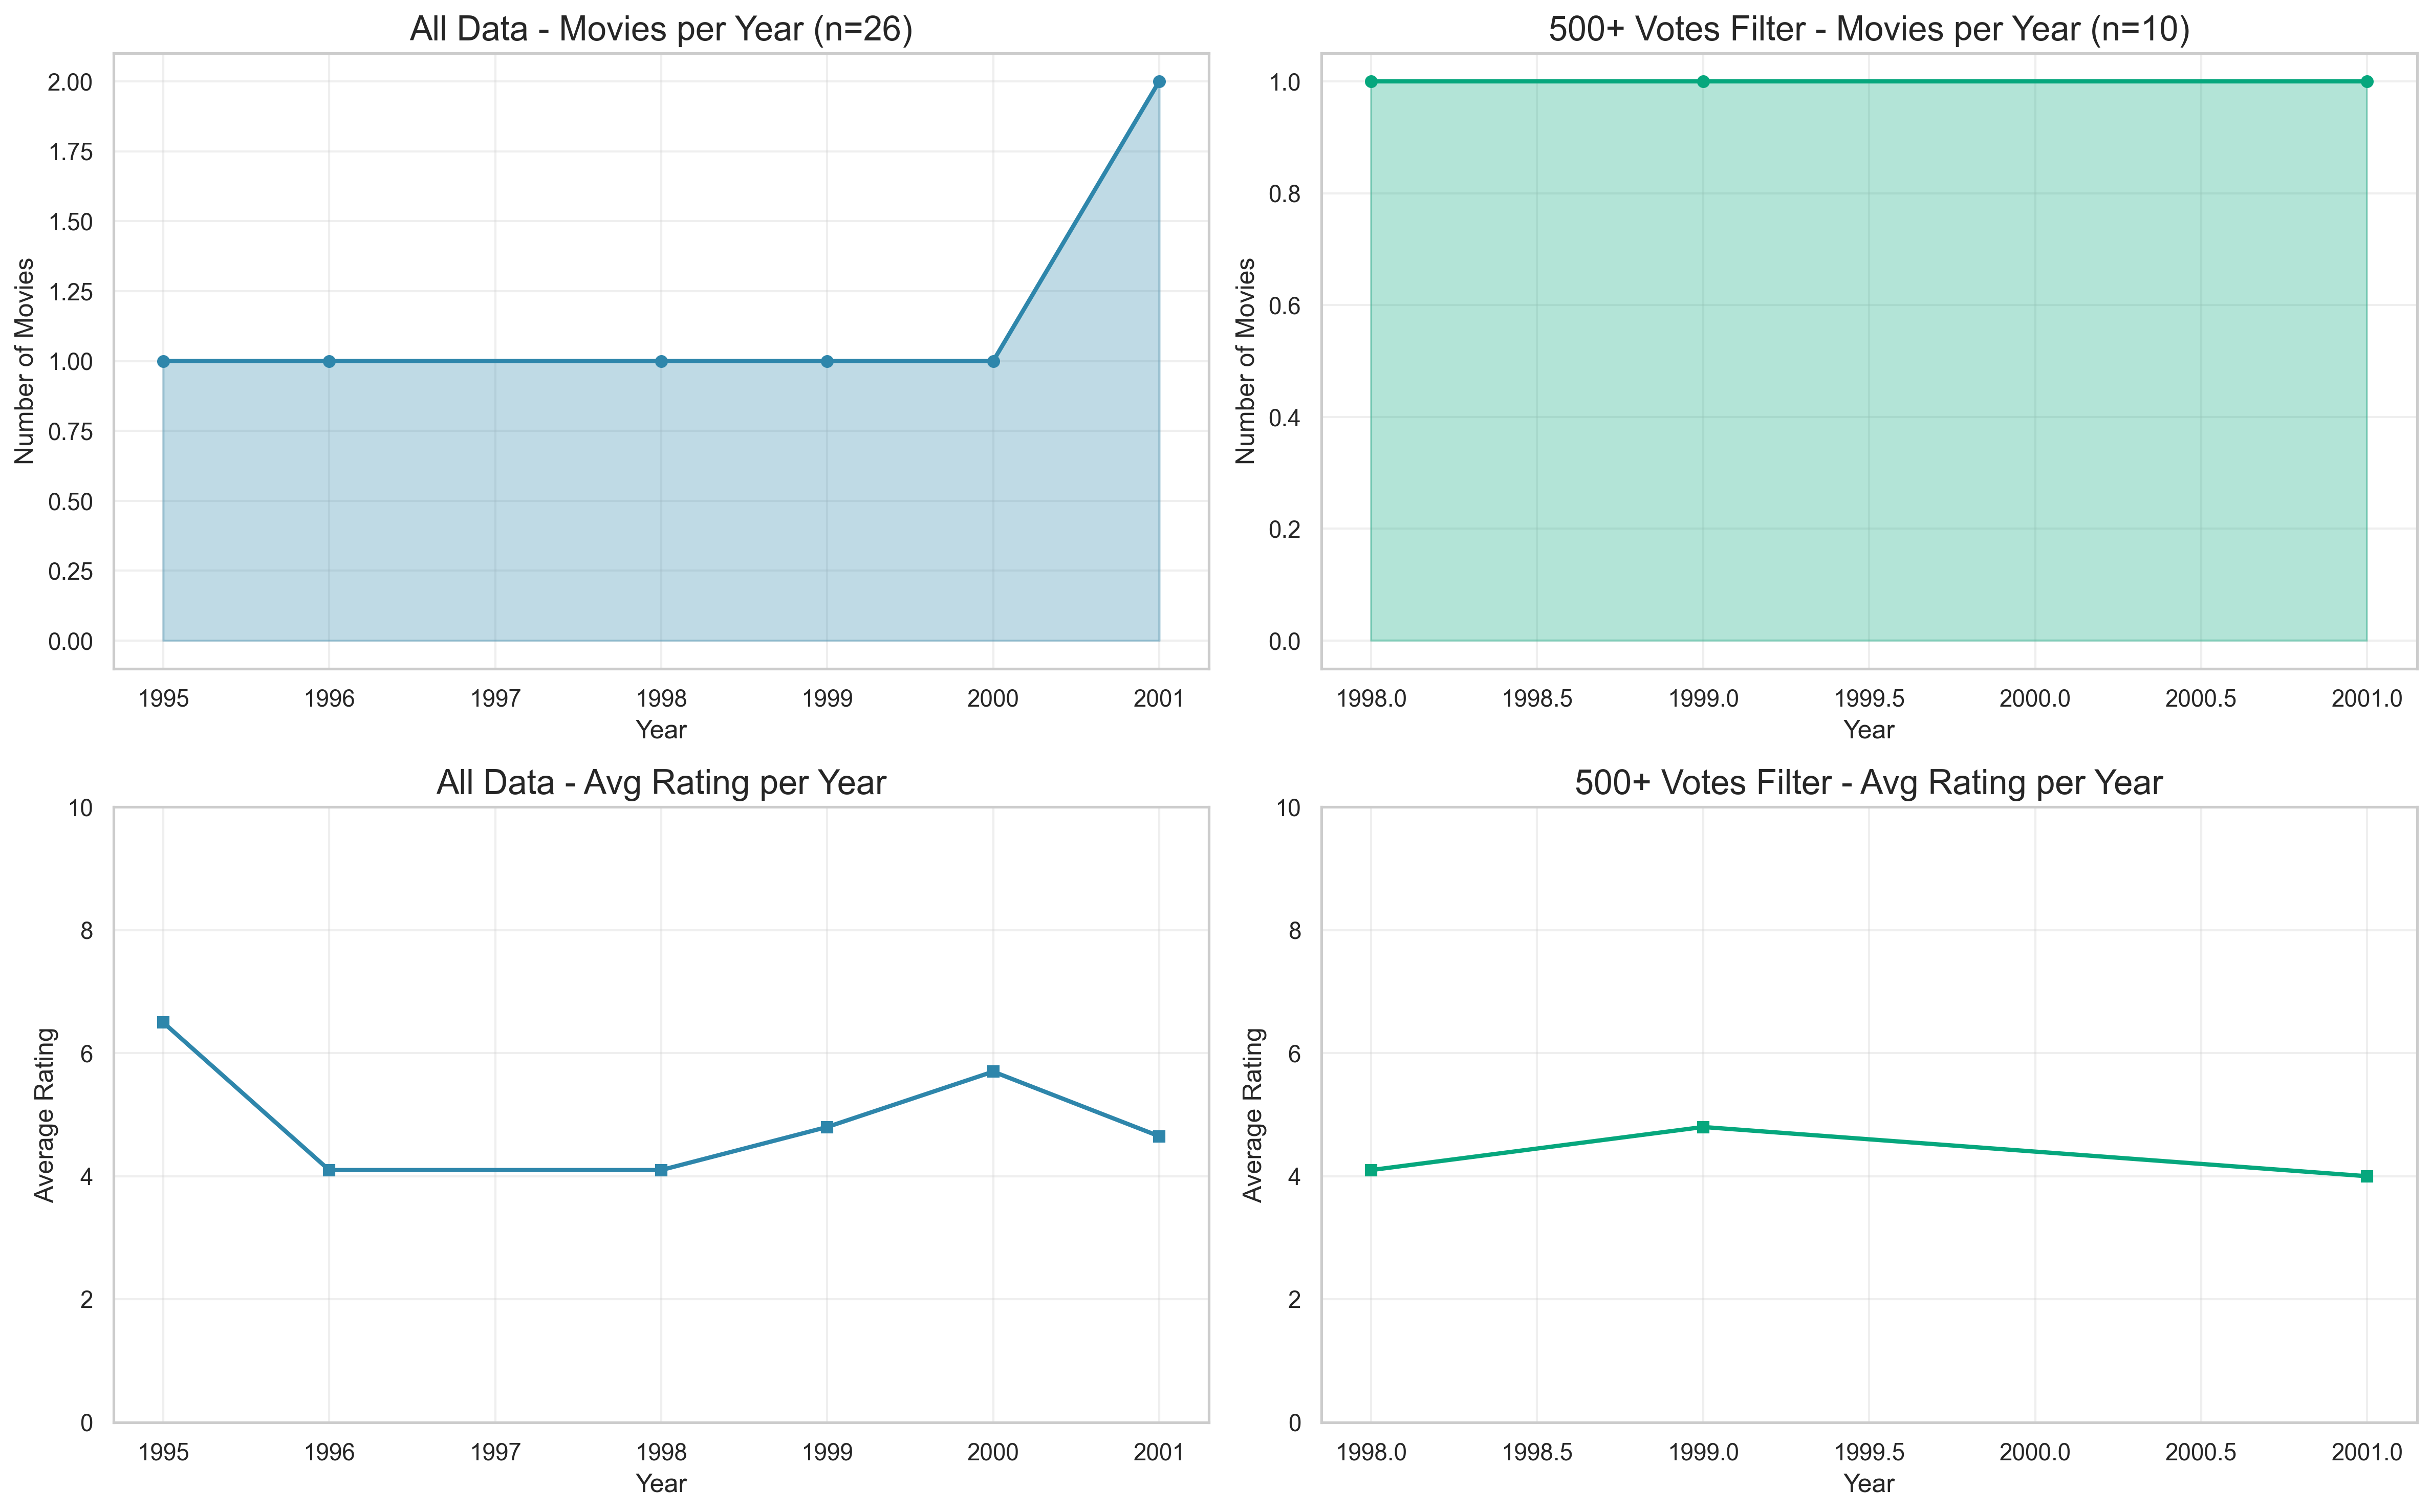 All Data - Movies per Year (n=26)
2.00
1.75
1.50
1.25
1.00
0.75
0.50
0.25
0.00
Number of Movies
1995 1996 1997 1998 1999 2000 2001
Year
500+ Votes Filter - Movies per Year (n=10)
1.0
0.8
0.6
0.4
0.2
0.0
Number of Movies
1998.0 1998.5 1999.0 1999.5 2000.0 2000.5 2001.0
Year
All Data - Avg Rating per Year
10
8
6
4
2
0
Average Rating
1995 1996 1997 1998 1999 2000 2001
Year
500+ Votes Filter - Avg Rating per Year
10
8
6
4
2
0
Average Rating
1998.0 1998.5 1999.0 1999.5 2000.0 2000.5 2001.0
Year